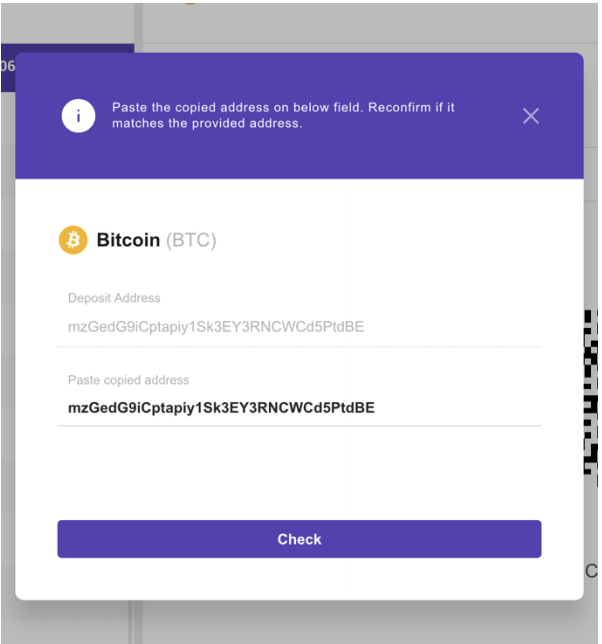 06
Paste the copied address on below field. Reconfirm if it
matches the provided address.
Bitcoin (BTC)
Deposit Address
mzGedG9iCptapiy1Sk3EY3RNCWCd5PtdBE
Paste copied address
mzGedG9iCptapiy1Sk3EY3RNCWCd5PtdBE
Check
C